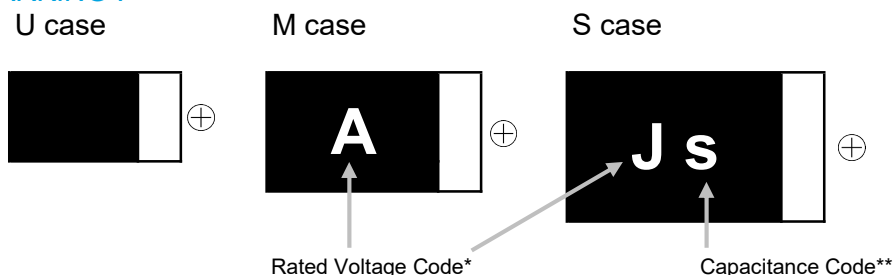 U case
M case
S case
A
J s
Rated Voltage Code*
Capacitance Code**